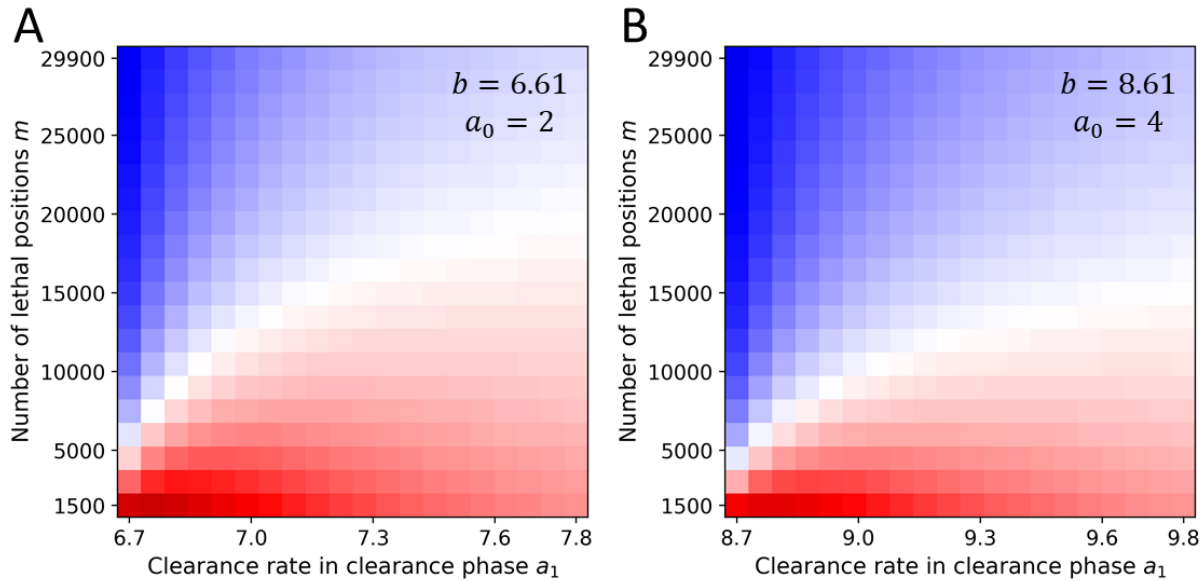 A
29900
25000
20000
15000
10000
5000
1500
Number of lethal positions m
b = 6.61
a₀ = 2
6.7 7.0 7.3 7.6 7.8
Clearance rate in clearance phase a₁
B
29900
25000
20000
15000
10000
5000
1500
Number of lethal positions m
b = 8.61
a₀ = 4
8.7 9.0 9.3 9.6 9.8
Clearance rate in clearance phase a₁